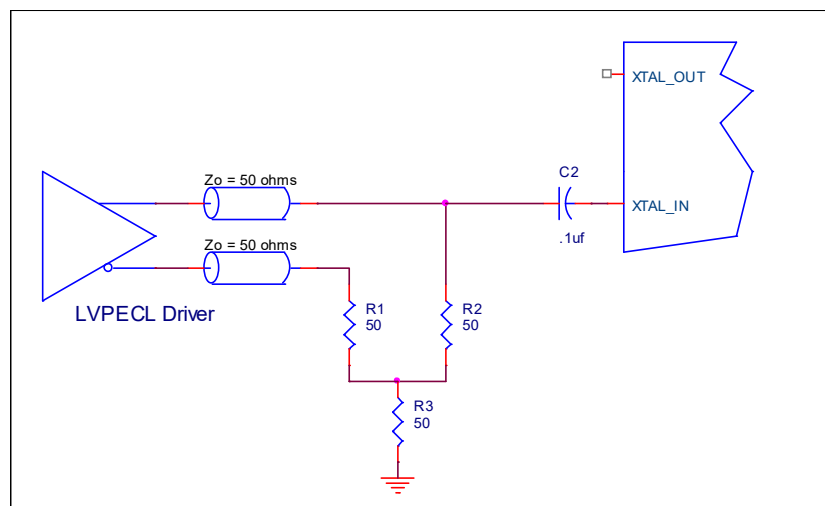 XTAL_OUT
Zo = 50 ohms
C2
XTAL_IN
.1uf
Zo = 50 ohms
LVPECL Driver
R1
50
R2
50
R3
50